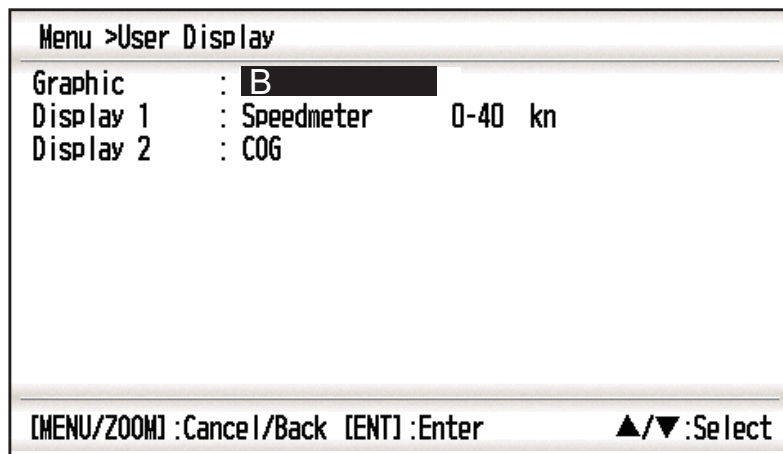 Menu >User Display
Graphic : B
Display 1 : Speedmeter 0-40 kn
Display 2 : COG
[MENU/ZOOM]:Cancel/Back [ENT]:Enter ▲/▼:Select